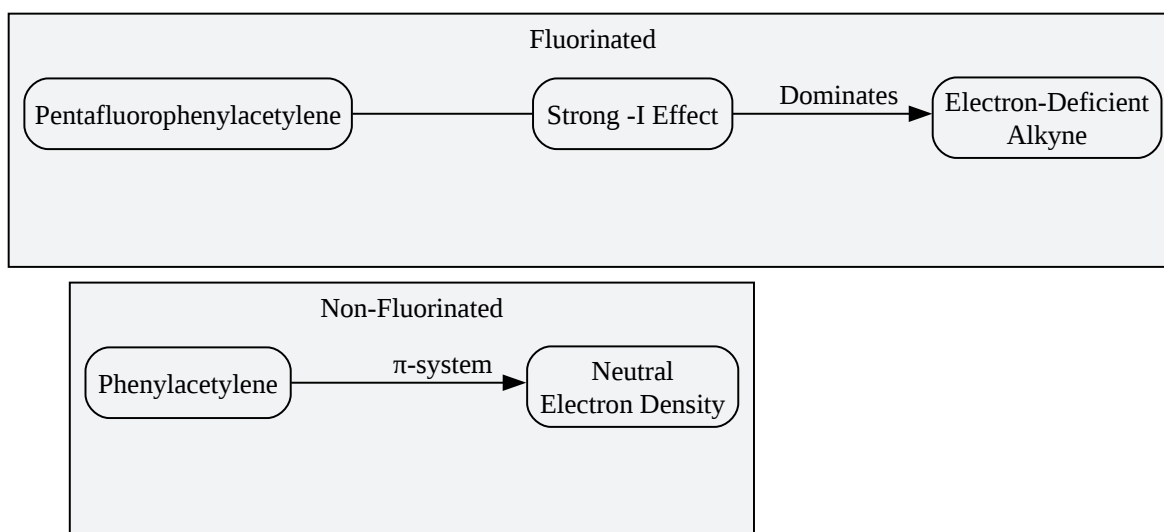 Fluorinated
Pentafluorophenylacetylene
Strong -I Effect
Dominates
Electron-Deficient
Alkyne
Non-Fluorinated
Phenylacetylene
π-system
Neutral
Electron Density